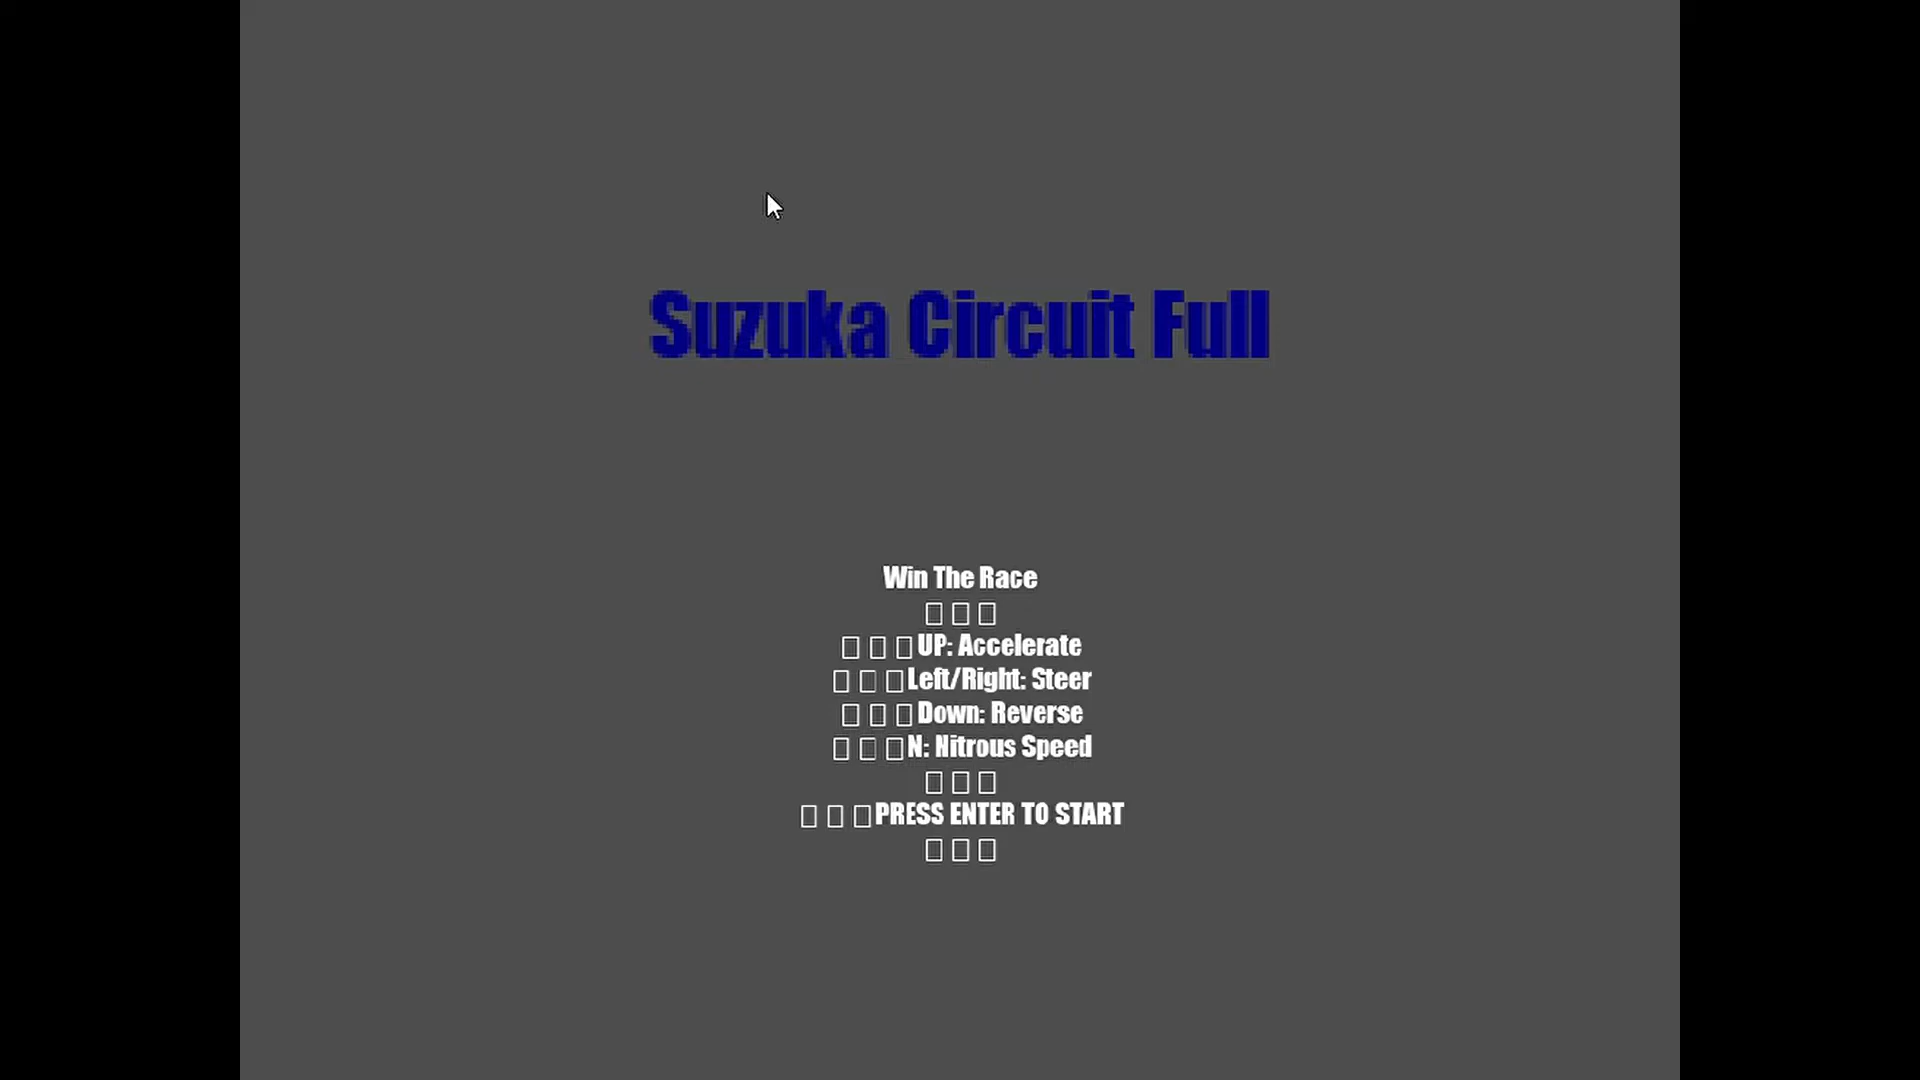 Suzuka Circuit Full
Win The Race
UP: Accelerate
Left/Right: Steer
Down: Reverse
N: Nitrous Speed
PRESS ENTER TO START